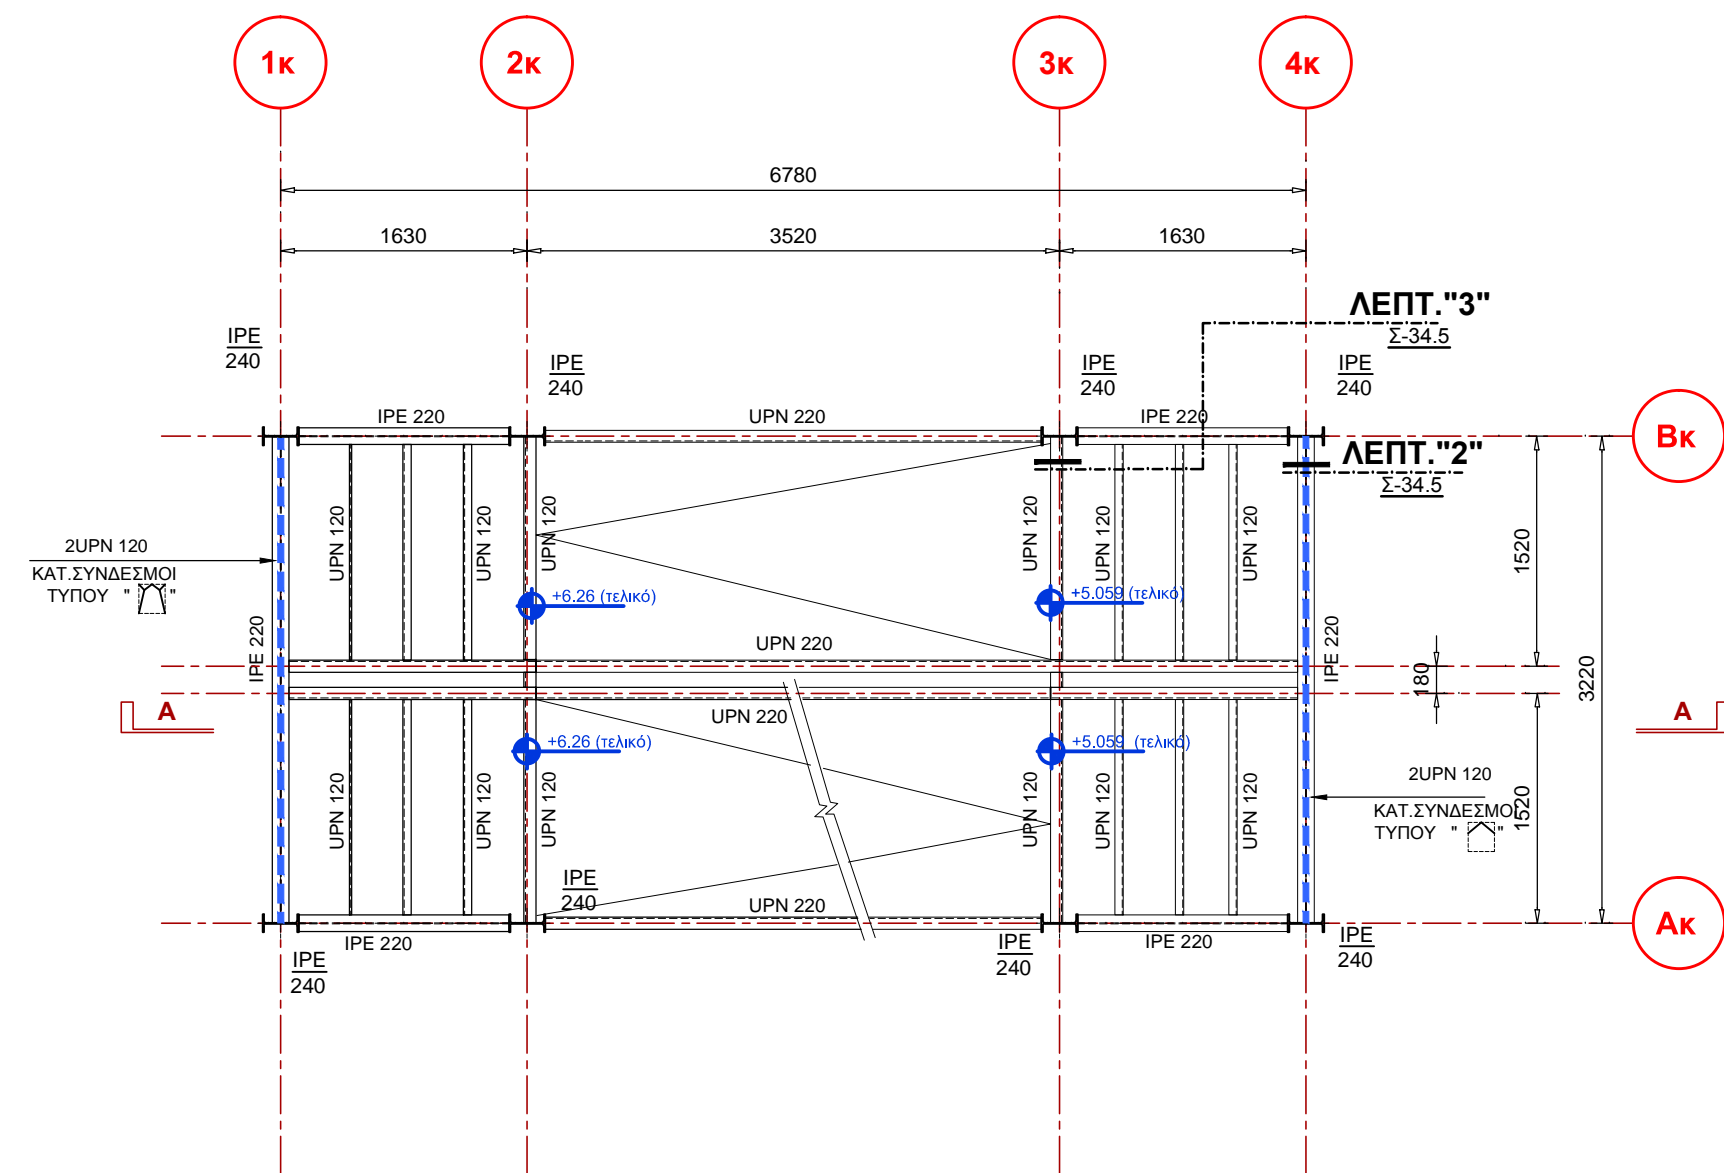 1κ
2κ
3κ
4κ
6780
1630
3520
1630
ΛΕΠΤ."3"
Σ-34.5
IPE
240
IPE
240
IPE
240
IPE
240
IPE 220
UPN 220
IPE 220
Βκ
ΛΕΠΤ."2"
Σ-34.5
UPN 120
UPN 120
UPN 120
UPN 120
UPN 120
UPN 120
1520
2UPN 120
ΚΑΤ.ΣΥΝΔΕΣΜΟΙ
ΤΥΠΟΥ " "
+6.26 (τελικό)
+5.059 (τελικό)
IPE 220
UPN 220
IPE 220
180
3220
A
UPN 220
A
+6.26 (τελικό)
+5.059 (τελικό)
UPN 120
UPN 120
UPN 120
UPN 120
UPN 120
UPN 120
2UPN 120
ΚΑΤ.ΣΥΝΔΕΣΜΟΙ
ΤΥΠΟΥ " "
1520
IPE
240
UPN 220
Ακ
IPE 220
IPE 220
IPE
240
IPE
240
IPE
240